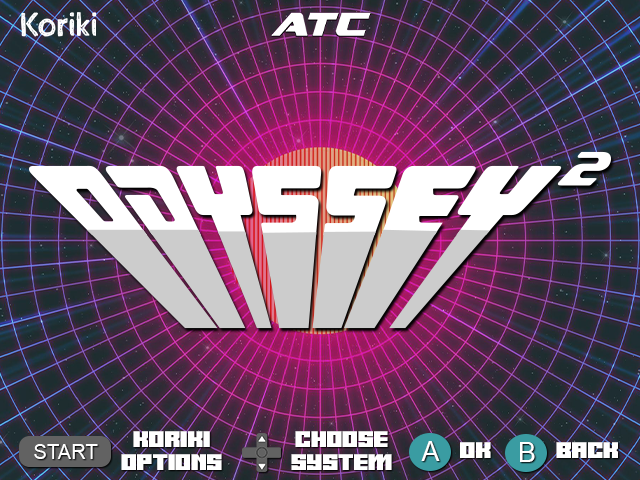 Koriki
ATC
ODYSSEY²
START
KORIKI
OPTIONS
CHOOSE
SYSTEM
A
OK
B
BACK